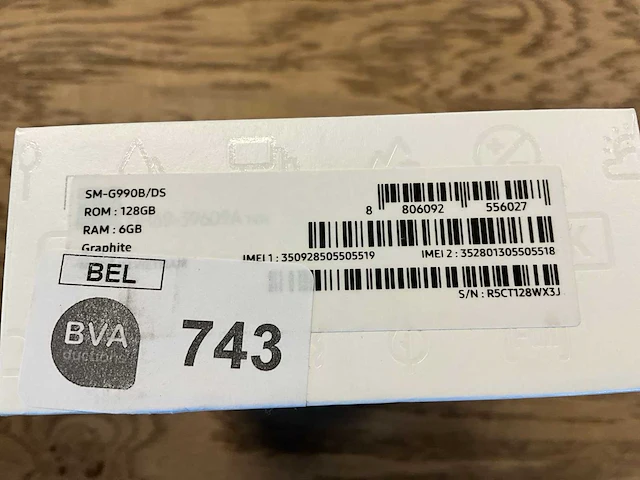 SM-G990B/DS
ROM : 128GB
RAM : 6GB
Graphite
8 806092 556027
IMEI 1 : 350928505505519
IMEI 2 : 352801305505518
S/N : R5CT128WX3J
BEL
BVA
uctions
743